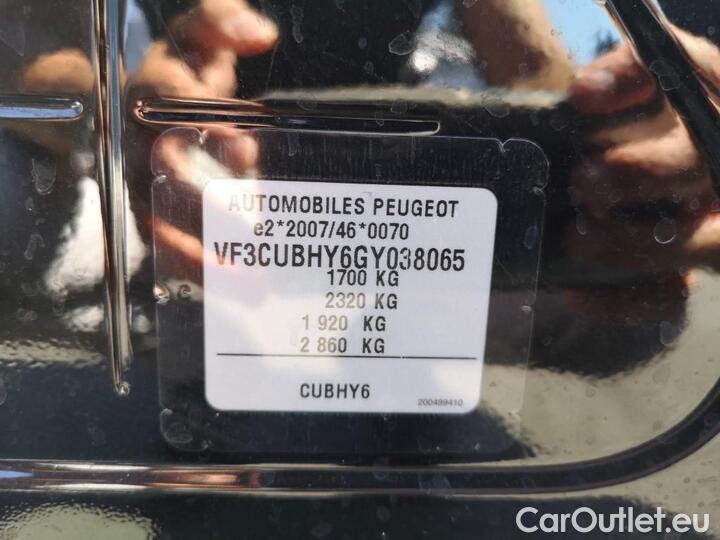 AUTOMOBILES PEUGEOT
e2*2007/46*0070
VF3CUBHY6GY038065
1700 KG
2320 KG
1 920 KG
2 860 KG
CUBHY6
200489410
CarOutlet.eu